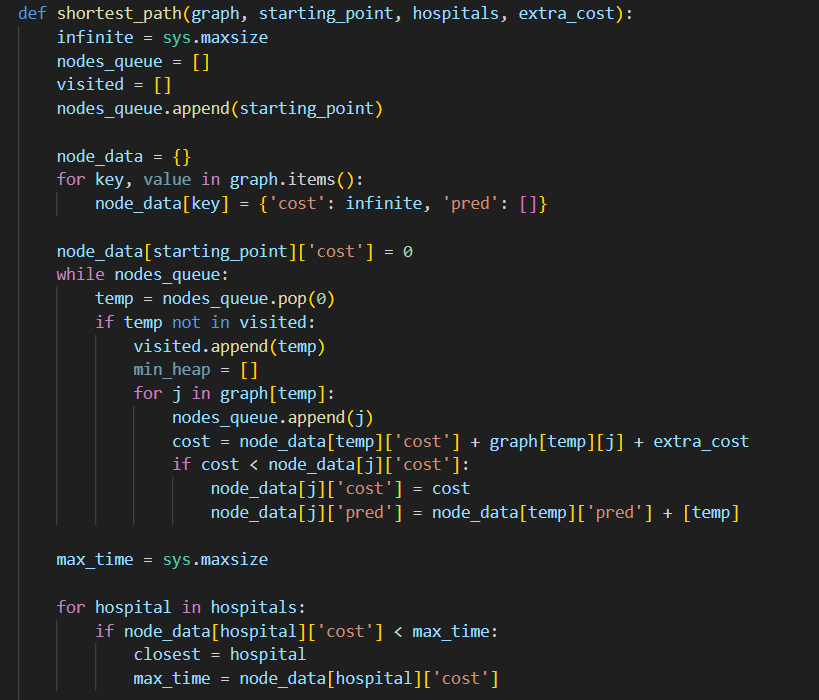 def shortest_path(graph, starting_point, hospitals, extra_cost):
    infinite = sys.maxsize
    nodes_queue = []
    visited = []
    nodes_queue.append(starting_point)

    node_data = {}
    for key, value in graph.items():
        node_data[key] = {'cost': infinite, 'pred': []}

    node_data[starting_point]['cost'] = 0
    while nodes_queue:
        temp = nodes_queue.pop(0)
        if temp not in visited:
            visited.append(temp)
            min_heap = []
            for j in graph[temp]:
                nodes_queue.append(j)
                cost = node_data[temp]['cost'] + graph[temp][j] + extra_cost
                if cost < node_data[j]['cost']:
                    node_data[j]['cost'] = cost
                    node_data[j]['pred'] = node_data[temp]['pred'] + [temp]

    max_time = sys.maxsize

    for hospital in hospitals:
        if node_data[hospital]['cost'] < max_time:
            closest = hospital
            max_time = node_data[hospital]['cost']